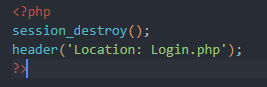 <?php
session_destroy();
header('Location: Login.php');
?>